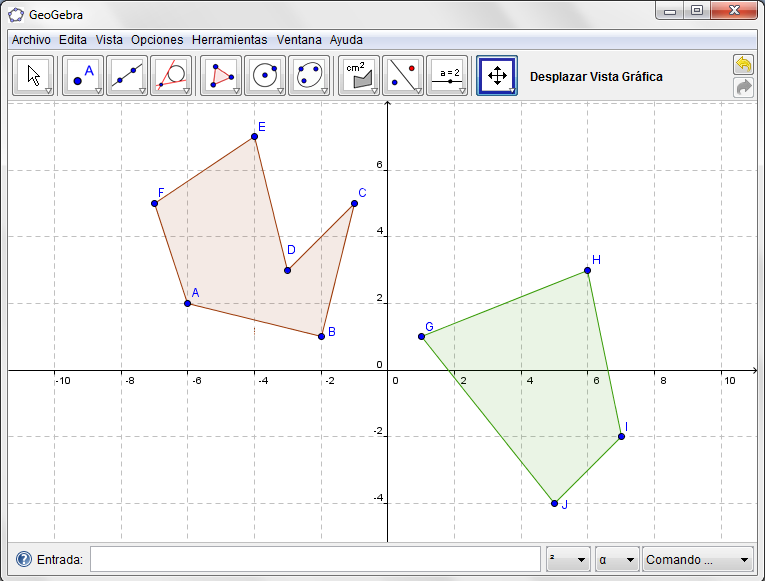 GeoGebra
Archivo Edita Vista Opciones Herramientas Ventana Ayuda
A cm² a = 2 Desplazar Vista Gráfica
E
6
F C
4
D H
A 2
G
B
0
-10 -8 -6 -4 -2 0 2 4 6 8 10
I
-2
-4
J
Entrada: ² α Comando ...